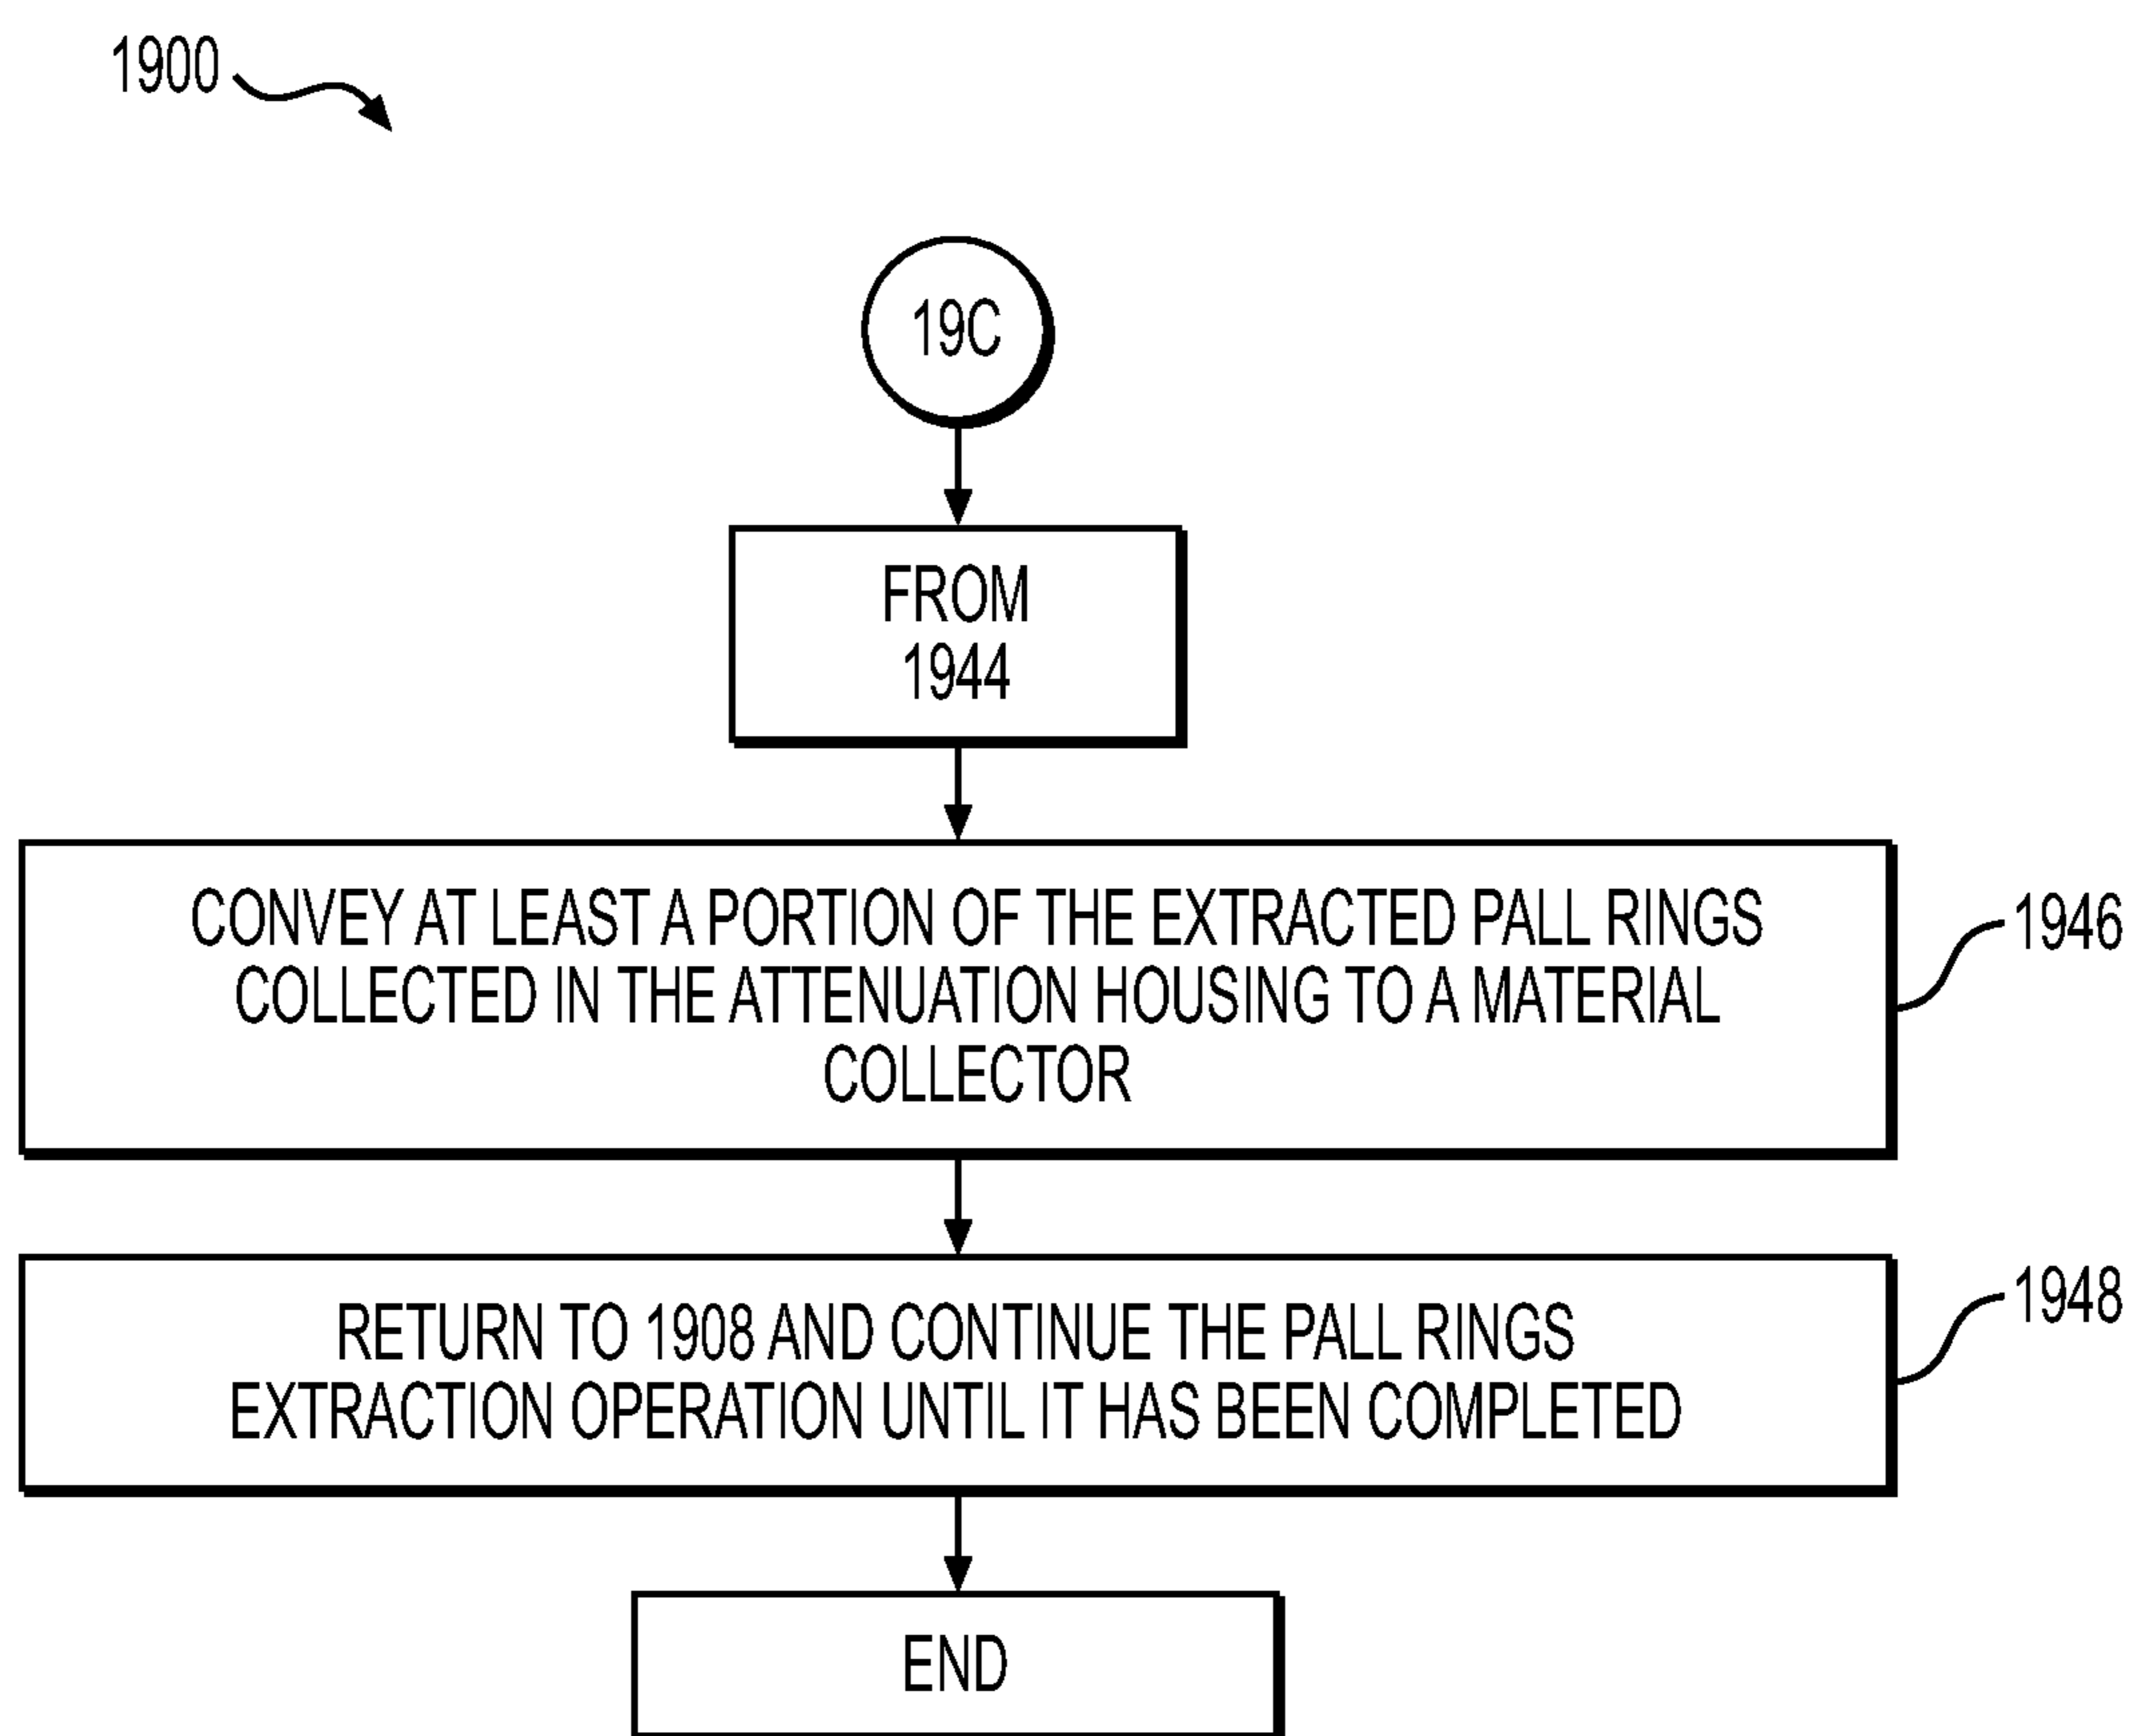 1900
19C
FROM
1944
CONVEY AT LEAST A PORTION OF THE EXTRACTED PALL RINGS
COLLECTED IN THE ATTENUATION HOUSING TO A MATERIAL
COLLECTOR
1946
RETURN TO 1908 AND CONTINUE THE PALL RINGS
EXTRACTION OPERATION UNTIL IT HAS BEEN COMPLETED
1948
END